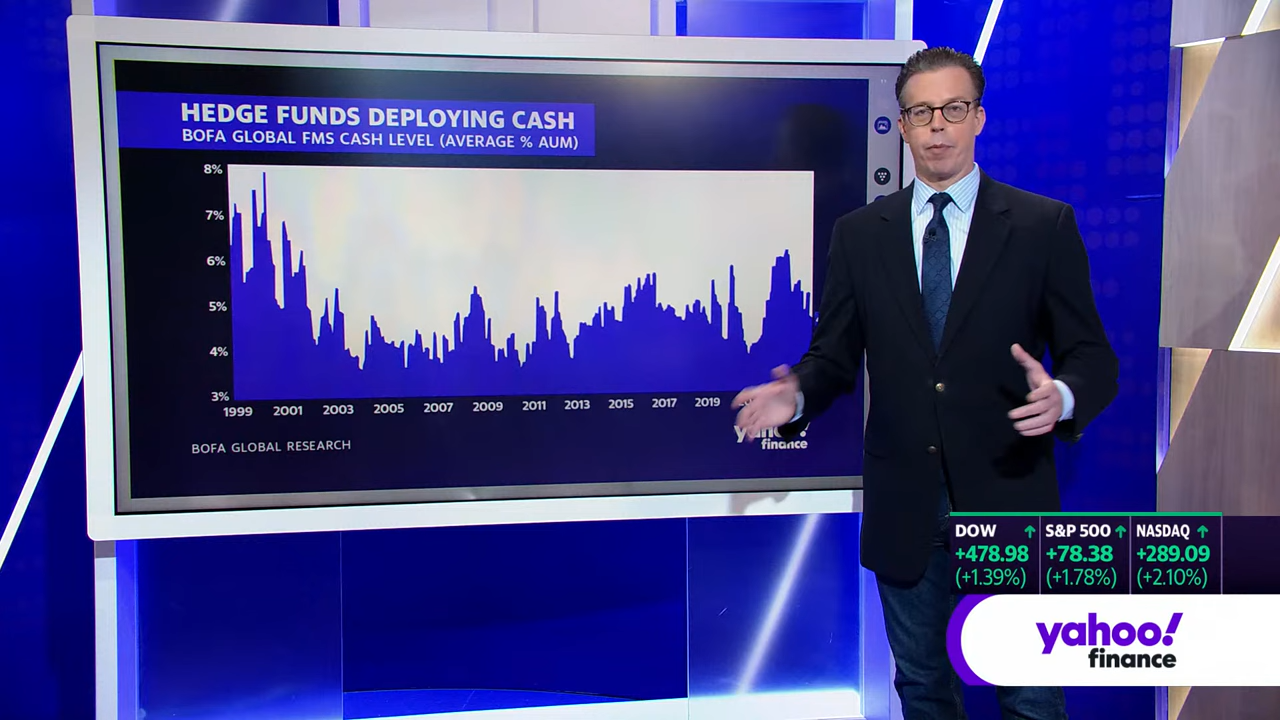 HEDGE FUNDS DEPLOYING CASH
BOFA GLOBAL FMS CASH LEVEL (AVERAGE % AUM)
8%
7%
6%
5%
4%
3%
1999 2001 2003 2005 2007 2009 2011 2013 2015 2017 2019
BOFA GLOBAL RESEARCH
yahoo!
finance
DOW S&P 500 NASDAQ
+478.98 +78.38 +289.09
(+1.39%) (+1.78%) (+2.10%)
yahoo!
finance